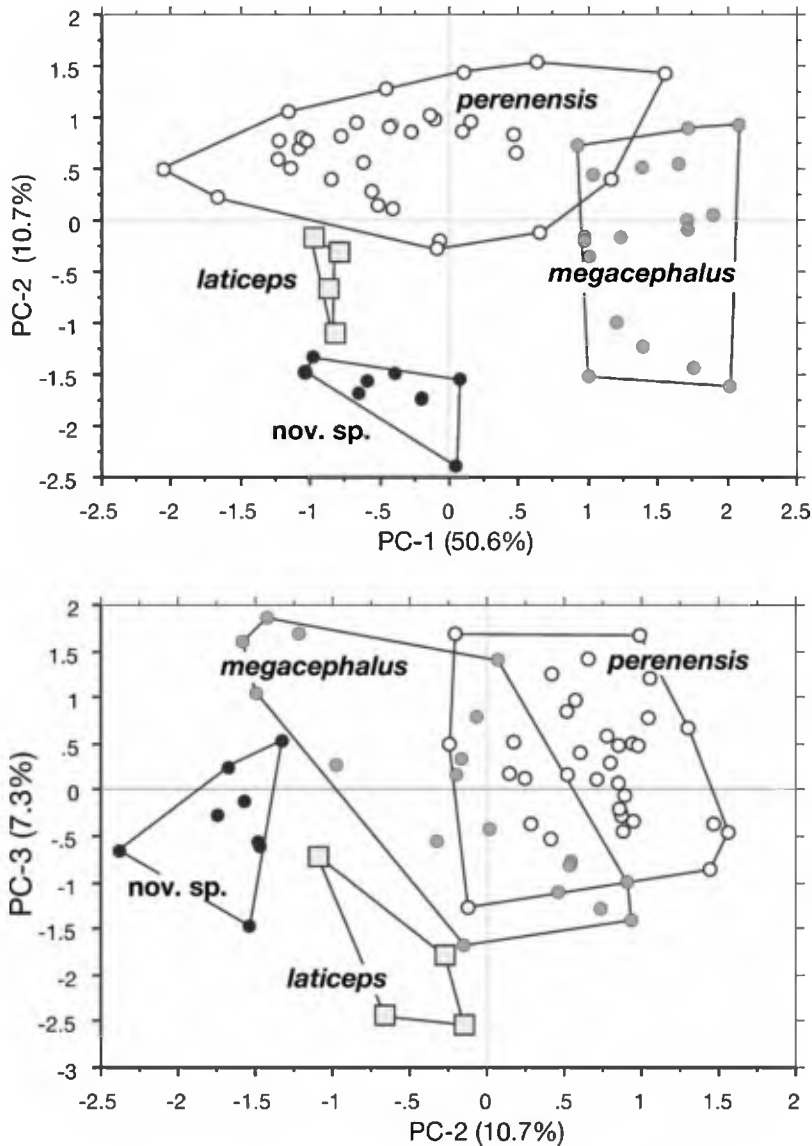 2
1.5
1
.5
0
-.5
-1
-1.5
-2
-2.5
PC-2 (10.7%)
perenensis
laticeps
megacephalus
nov. sp.
-2.5 -2 -1.5 -1 -.5 0 .5 1 1.5 2 2.5
PC-1 (50.6%)
2
1.5
1
.5
0
-.5
-1
-1.5
-2
-2.5
-3
PC-3 (7.3%)
megacephalus
perenensis
nov. sp.
laticeps
-2.5 -2 -1.5 -1 -.5 0 .5 1 1.5 2
PC-2 (10.7%)